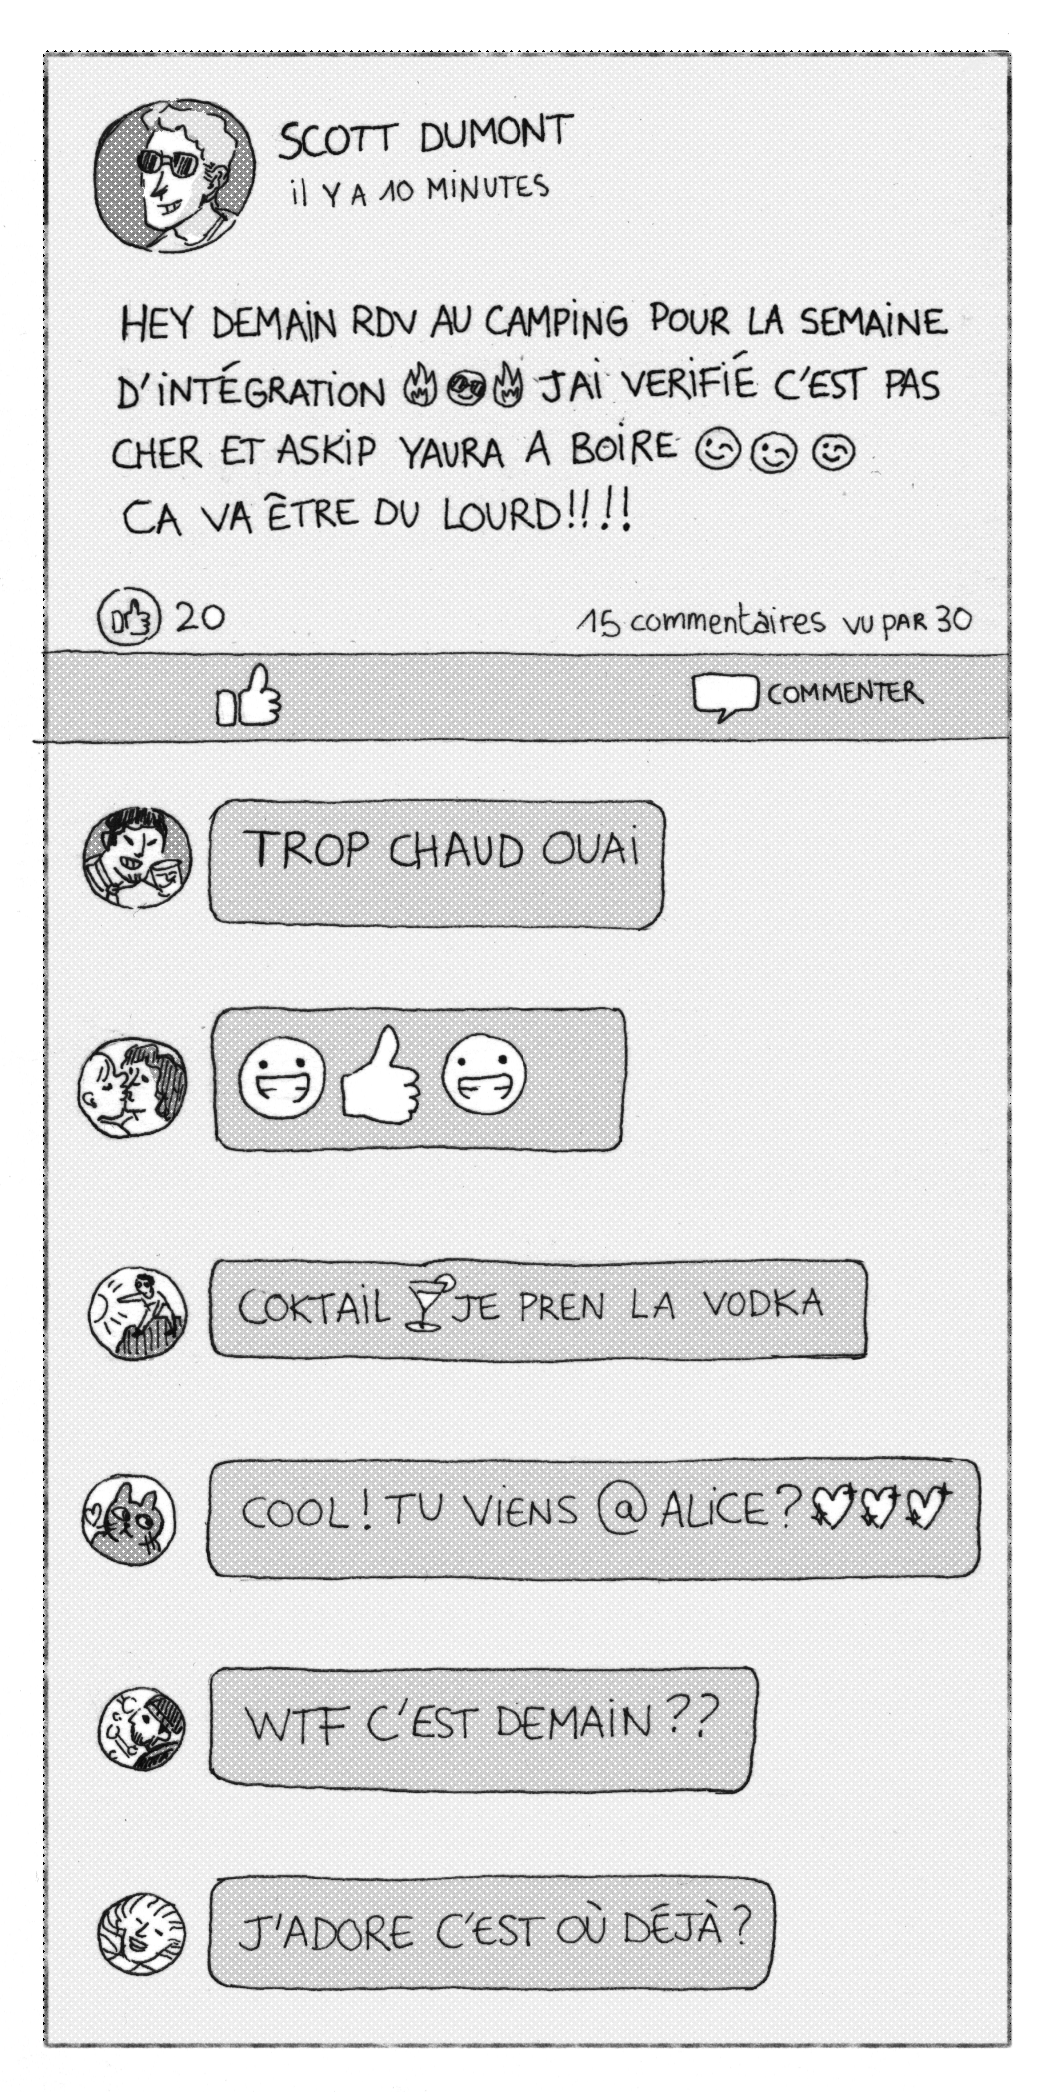 SCOTT DUMONT
il Y A 10 MiNUTES
HEY DEMAiN RDV AU CAMPiNG POUR LA SEMAiNE
D'iNTÉGRATiON 🔥😎🔥 JAi VERiFiÉ C'EST PAS
CHER ET ASKiP YAURA A BOiRE 😉😉😉
CA VA ÊTRE DU LOURD!!!!
20
15 commentaires VU PAR 30
COMMENTER
TROP CHAUD OUAi
😀👍😀
COKTAiL 🍸 JE PREN LA VODKA
COOL! TU ViENS @ALiCE? 💖💖💖
WTF C'EST DEMAiN ??
J'ADORE C'EST OÙ DÉJÀ ?